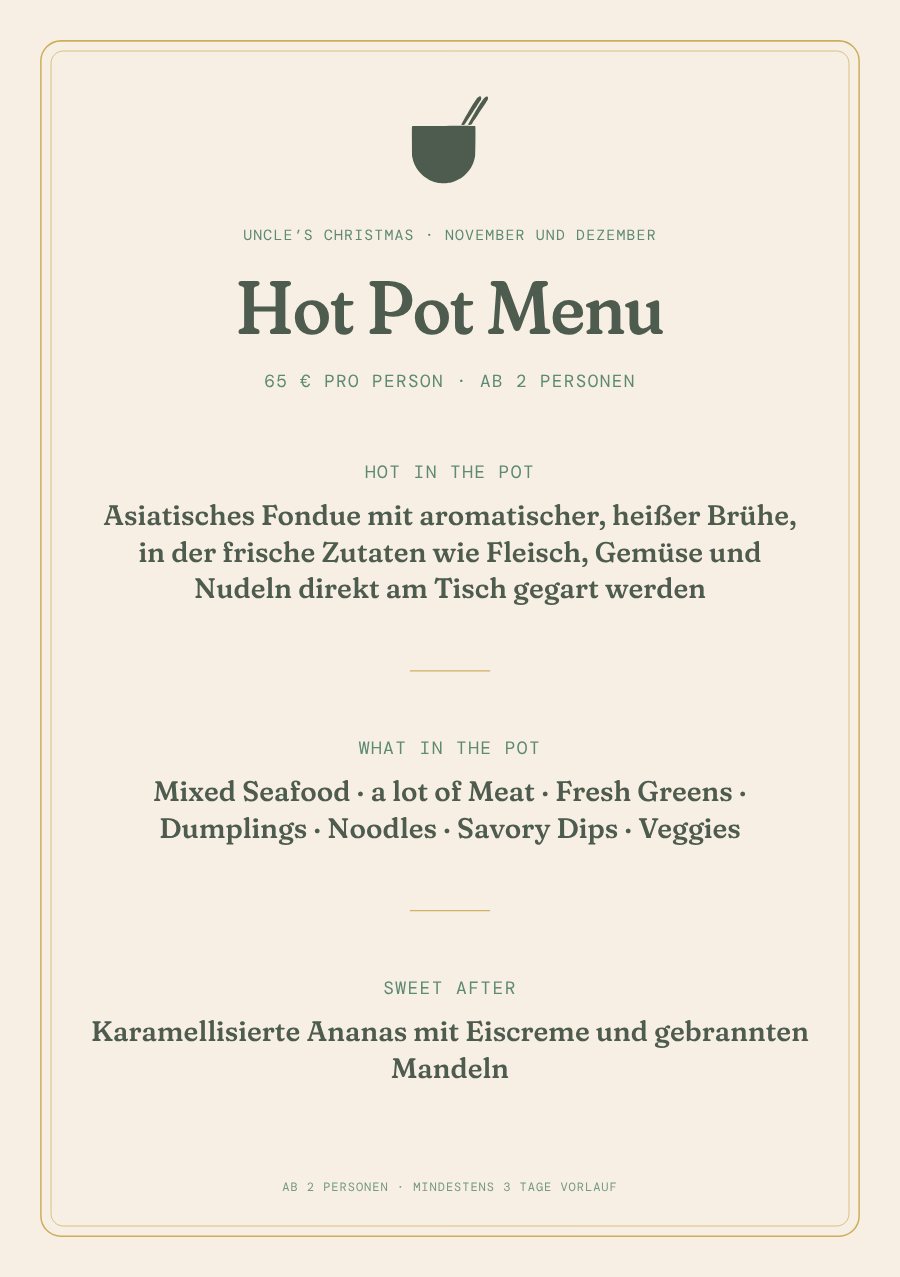 UNCLE’S CHRISTMAS · NOVEMBER UND DEZEMBER
Hot Pot Menu
65 € PRO PERSON · AB 2 PERSONEN
HOT IN THE POT
Asiatisches Fondue mit aromatischer, heißer Brühe,
in der frische Zutaten wie Fleisch, Gemüse und
Nudeln direkt am Tisch gegart werden
WHAT IN THE POT
Mixed Seafood · a lot of Meat · Fresh Greens ·
Dumplings · Noodles · Savory Dips · Veggies
SWEET AFTER
Karamellisierte Ananas mit Eiscreme und gebrannten
Mandeln
AB 2 PERSONEN · MINDESTENS 3 TAGE VORLAUF